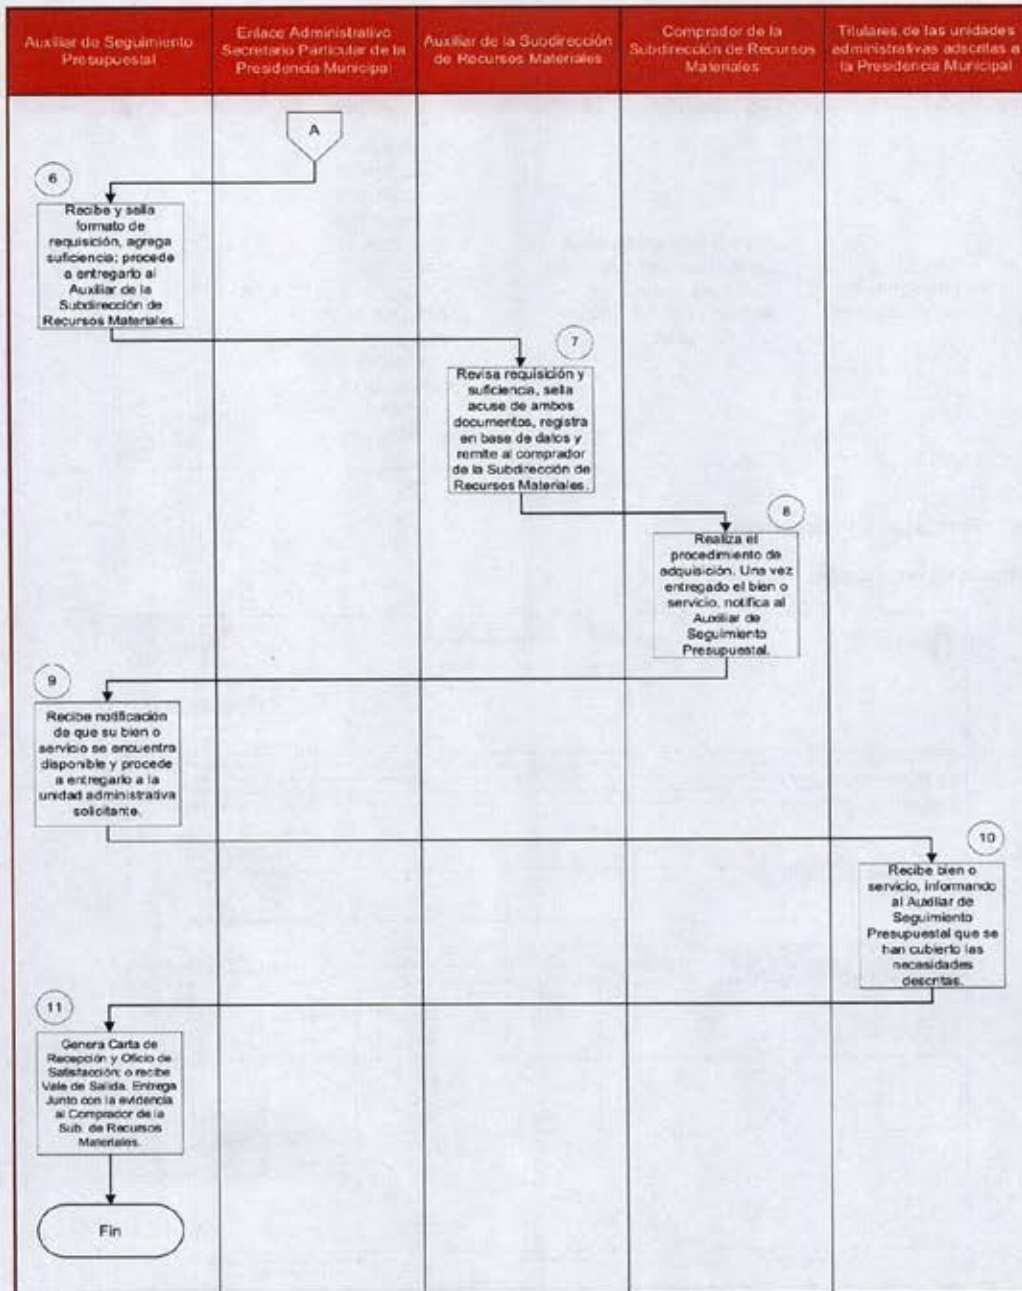 Auxiliar de Seguimiento
Presupuestal
Enlace Administrativo
Secretario Particular de la
Presidencia Municipal
Auxiliar de la Subdirección
de Recursos Materiales
Comprador de la
Subdirección de Recursos
Materiales
Titulares de las unidades
administrativas adscritas a
la Presidencia Municipal
A
6
Recibe y sella
formato de
requisición, agrega
suficiencia; procede
a entregarlo al
Auxiliar de la
Subdirección de
Recursos Materiales.
7
Revisa requisición y
suficiencia, sella
acuse de ambos
documentos, registra
en base de datos y
remite al comprador
de la Subdirección de
Recursos Materiales.
8
Realiza el
procedimiento de
adquisición. Una vez
entregado el bien o
servicio, notifica al
Auxiliar de
Seguimiento
Presupuestal.
9
Recibe notificación
de que su bien o
servicio se encuentra
disponible y procede
a entregarlo a la
unidad administrativa
solicitante.
10
Recibe bien o
servicio, informando
al Auxiliar de
Seguimiento
Presupuestal que se
han cubierto las
necesidades
descritas.
11
Genera Carta de
Recepción y Oficio de
Satisfacción; o recibe
Vale de Salida. Entrega
Junto con la evidencia
al Comprador de la
Sub. de Recursos
Materiales.
Fin